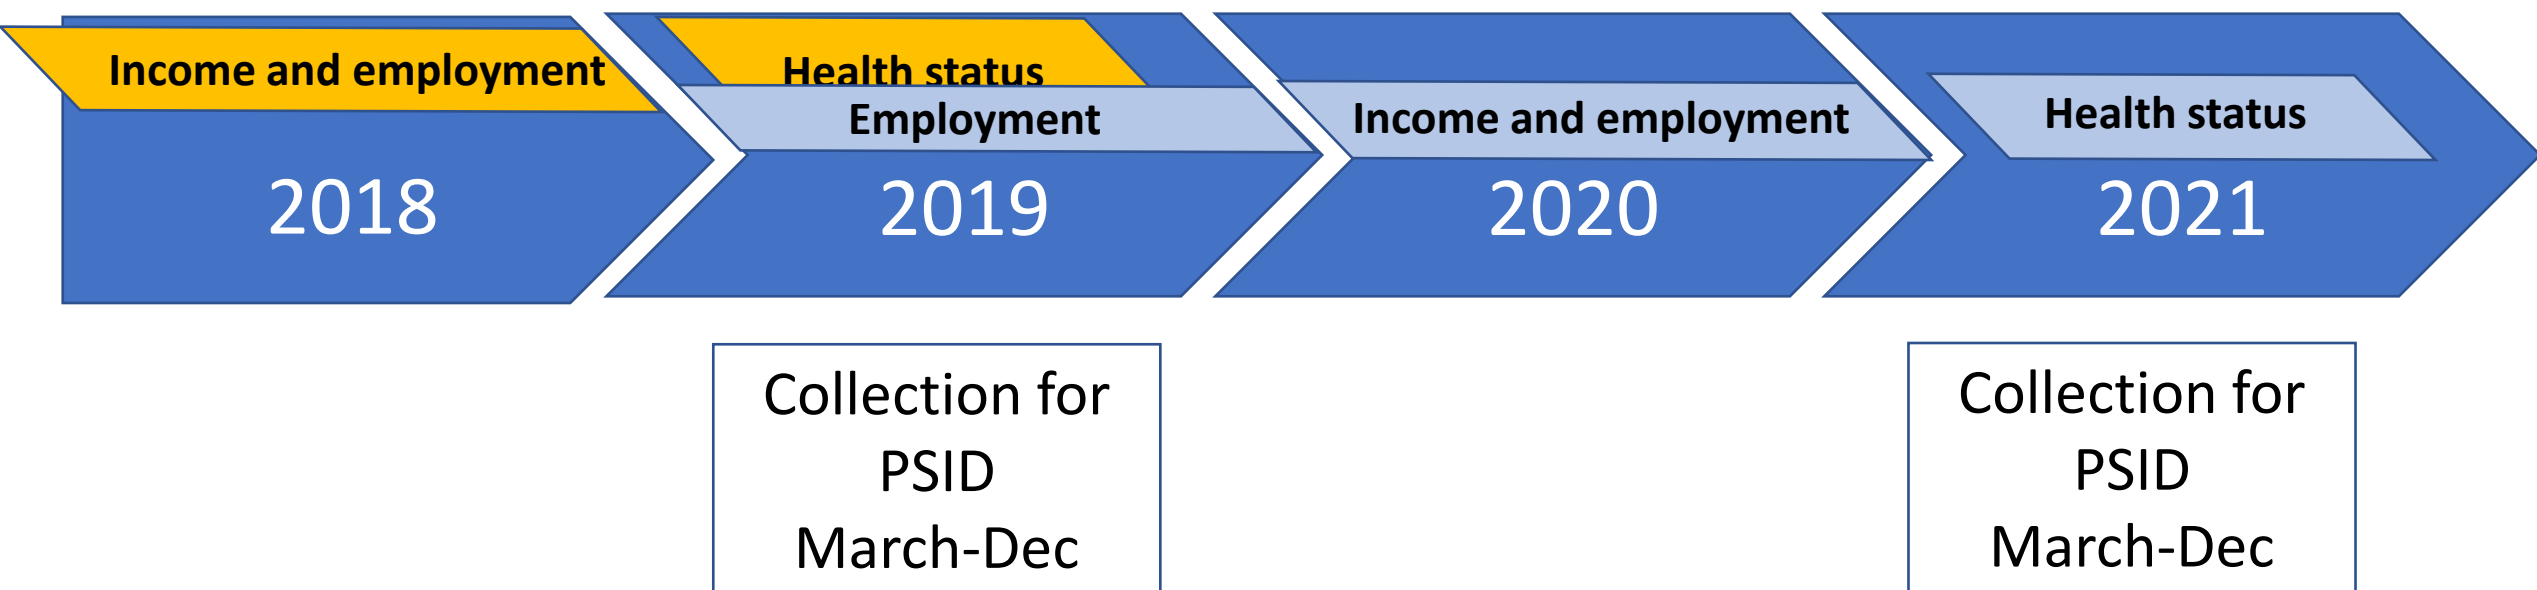 Income and employment
2018
Health status
Employment
2019
Income and employment
2020
Health status
2021
Collection for
PSID
March-Dec
Collection for
PSID
March-Dec